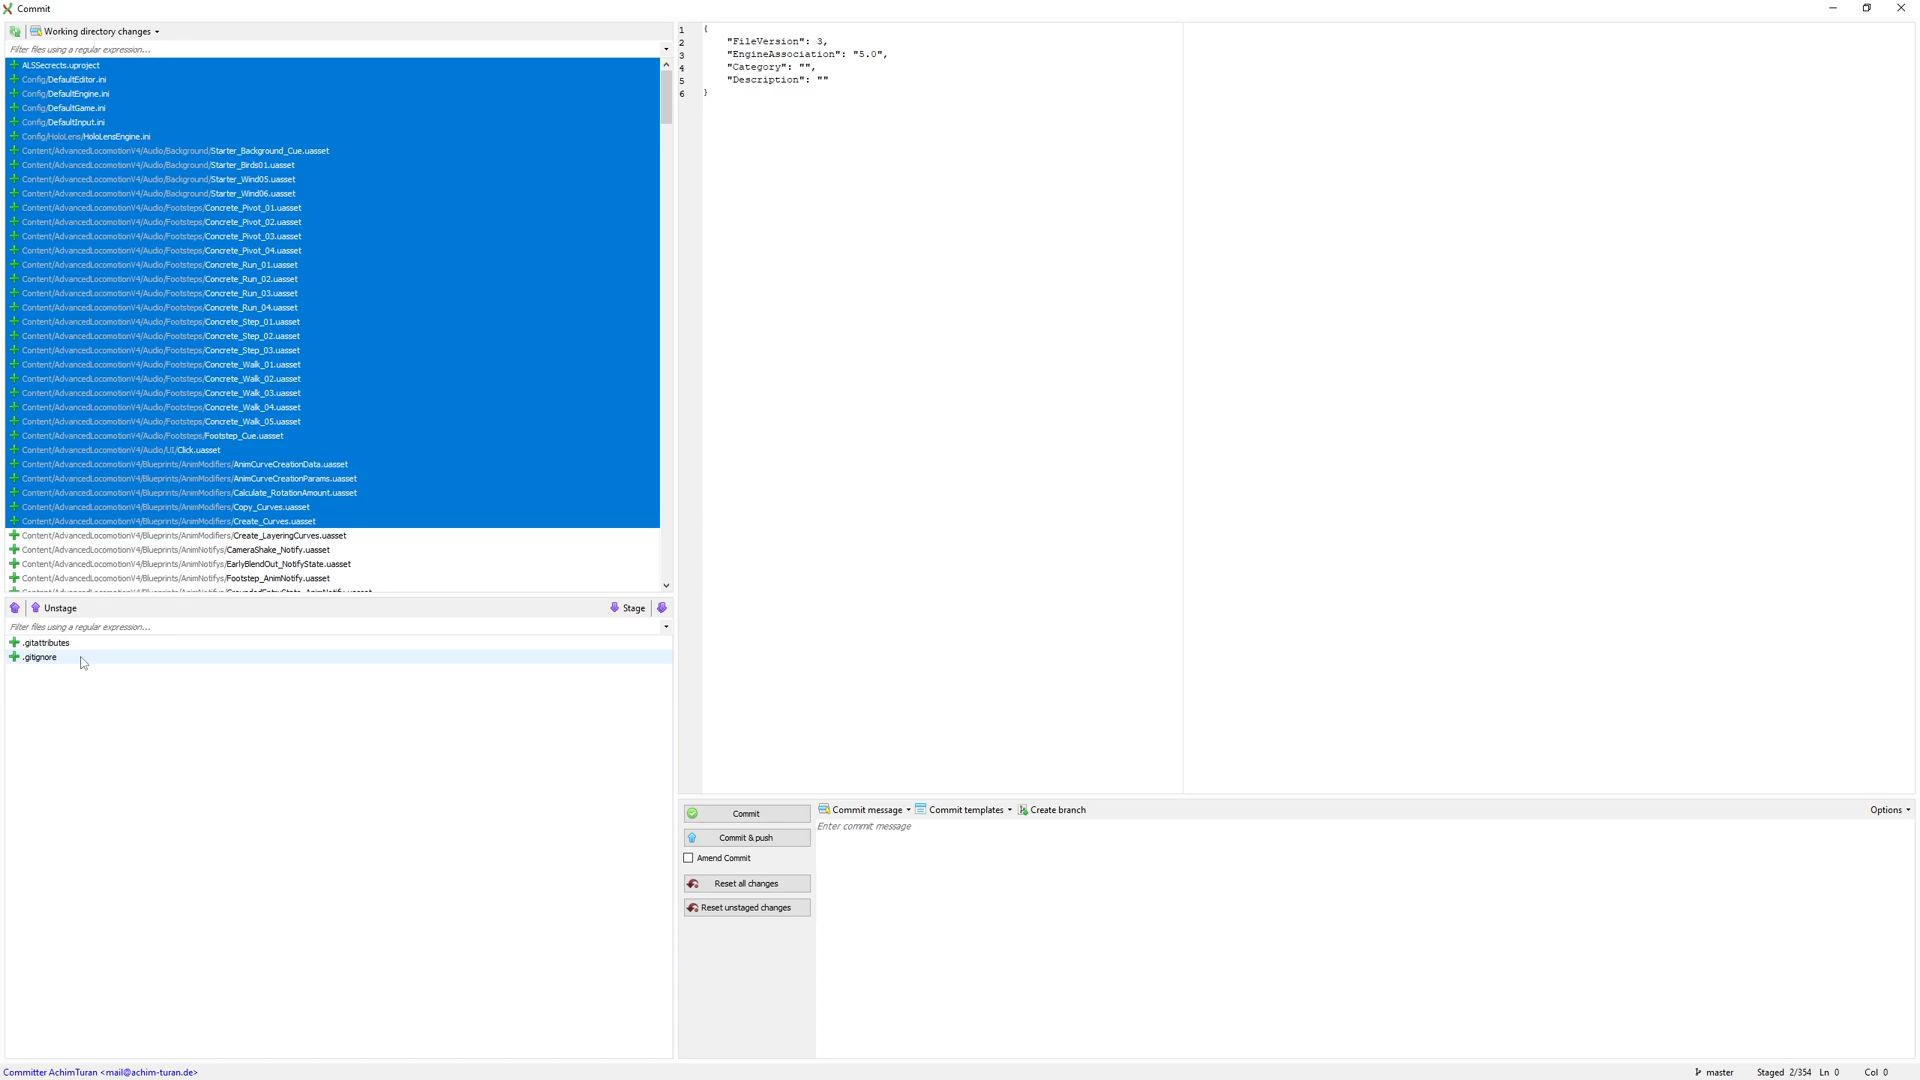 Commit
Working directory changes
Filter files using a regular expression...
ALSSecrects.uproject
Config/DefaultEditor.ini
Config/DefaultEngine.ini
Config/DefaultGame.ini
Config/DefaultInput.ini
Config/HoloLens/HoloLensEngine.ini
Content/AdvancedLocomotionV4/Audio/Background/Starter_Background_Cue.uasset
Content/AdvancedLocomotionV4/Audio/Background/Starter_Birds01.uasset
Content/AdvancedLocomotionV4/Audio/Background/Starter_Wind05.uasset
Content/AdvancedLocomotionV4/Audio/Background/Starter_Wind06.uasset
Content/AdvancedLocomotionV4/Audio/Footsteps/Concrete_Pivot_01.uasset
Content/AdvancedLocomotionV4/Audio/Footsteps/Concrete_Pivot_02.uasset
Content/AdvancedLocomotionV4/Audio/Footsteps/Concrete_Pivot_03.uasset
Content/AdvancedLocomotionV4/Audio/Footsteps/Concrete_Pivot_04.uasset
Content/AdvancedLocomotionV4/Audio/Footsteps/Concrete_Run_01.uasset
Content/AdvancedLocomotionV4/Audio/Footsteps/Concrete_Run_02.uasset
Content/AdvancedLocomotionV4/Audio/Footsteps/Concrete_Run_03.uasset
Content/AdvancedLocomotionV4/Audio/Footsteps/Concrete_Run_04.uasset
Content/AdvancedLocomotionV4/Audio/Footsteps/Concrete_Step_01.uasset
Content/AdvancedLocomotionV4/Audio/Footsteps/Concrete_Step_02.uasset
Content/AdvancedLocomotionV4/Audio/Footsteps/Concrete_Step_03.uasset
Content/AdvancedLocomotionV4/Audio/Footsteps/Concrete_Walk_01.uasset
Content/AdvancedLocomotionV4/Audio/Footsteps/Concrete_Walk_02.uasset
Content/AdvancedLocomotionV4/Audio/Footsteps/Concrete_Walk_03.uasset
Content/AdvancedLocomotionV4/Audio/Footsteps/Concrete_Walk_04.uasset
Content/AdvancedLocomotionV4/Audio/Footsteps/Concrete_Walk_05.uasset
Content/AdvancedLocomotionV4/Audio/Footsteps/Footstep_Cue.uasset
Content/AdvancedLocomotionV4/Audio/UI/Click.uasset
Content/AdvancedLocomotionV4/Blueprints/AnimModifiers/AnimCurveCreationData.uasset
Content/AdvancedLocomotionV4/Blueprints/AnimModifiers/AnimCurveCreationParams.uasset
Content/AdvancedLocomotionV4/Blueprints/AnimModifiers/Calculate_RotationAmount.uasset
Content/AdvancedLocomotionV4/Blueprints/AnimModifiers/Copy_Curves.uasset
Content/AdvancedLocomotionV4/Blueprints/AnimModifiers/Create_Curves.uasset
Content/AdvancedLocomotionV4/Blueprints/AnimModifiers/Create_LayeringCurves.uasset
Content/AdvancedLocomotionV4/Blueprints/AnimNotifys/CameraShake_Notify.uasset
Content/AdvancedLocomotionV4/Blueprints/AnimNotifys/EarlyBlendOut_NotifyState.uasset
Content/AdvancedLocomotionV4/Blueprints/AnimNotifys/Footstep_AnimNotify.uasset
Content/AdvancedLocomotionV4/Blueprints/AnimNotifys/GroundedEntryState_AnimNotify.uasset
Unstage Stage
Filter files using a regular expression...
.gitattributes
.gitignore
1 {
2 "FileVersion": 3,
3 "EngineAssociation": "5.0",
4 "Category": "",
5 "Description": ""
6 }
Commit
Commit & push
Amend Commit
Reset all changes
Reset unstaged changes
Commit message Commit templates Create branch Options
Enter commit message
Committer AchimTuran <mail@achim-turan.de> master Staged 2/354 Ln 0 Col 0